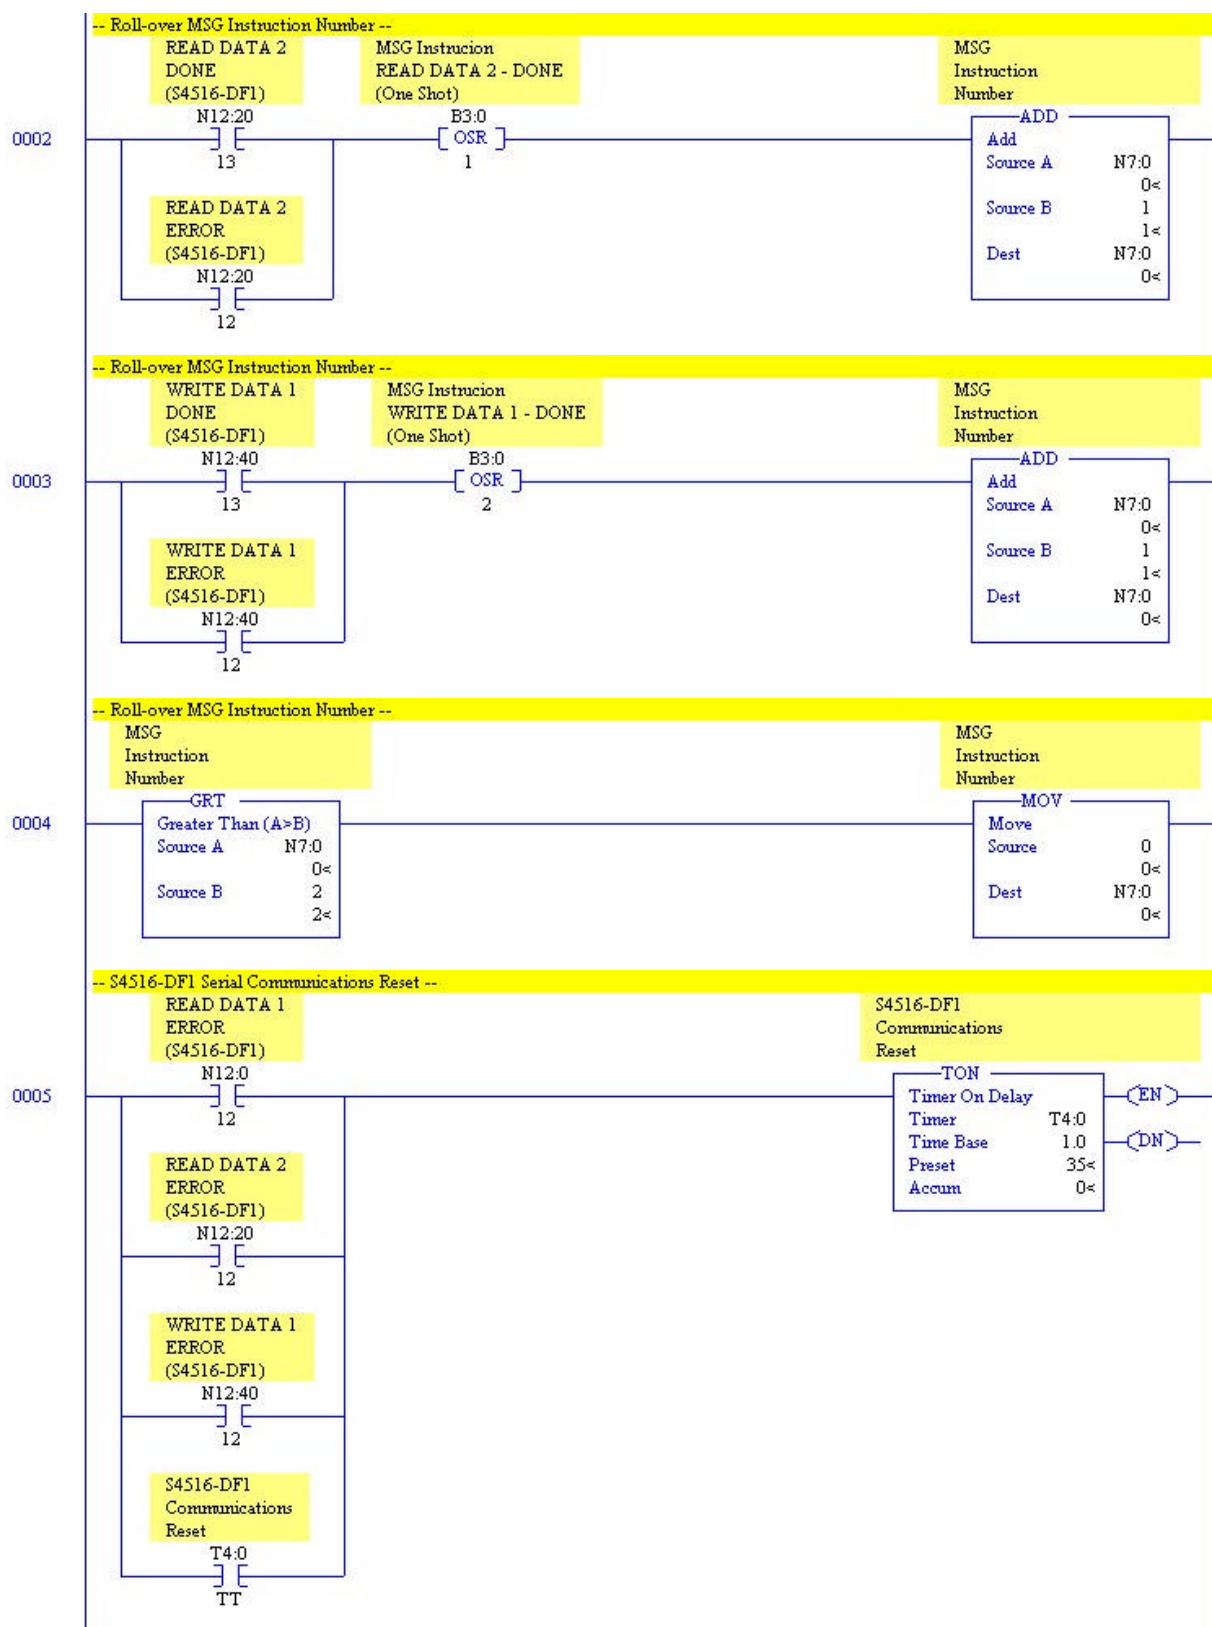 -- Roll-over MSG Instruction Number --
READ DATA 2
DONE
(S4516-DF1)
N12:20
13
MSG Instrucion
READ DATA 2 - DONE
(One Shot)
B3:0
OSR
1
MSG
Instruction
Number
ADD
Add
Source A N7:0
0<
Source B 1
1<
Dest N7:0
0<
0002
READ DATA 2
ERROR
(S4516-DF1)
N12:20
12
-- Roll-over MSG Instruction Number --
WRITE DATA 1
DONE
(S4516-DF1)
N12:40
13
MSG Instrucion
WRITE DATA 1 - DONE
(One Shot)
B3:0
OSR
2
MSG
Instruction
Number
ADD
Add
Source A N7:0
0<
Source B 1
1<
Dest N7:0
0<
0003
WRITE DATA 1
ERROR
(S4516-DF1)
N12:40
12
-- Roll-over MSG Instruction Number --
MSG
Instruction
Number
GRT
Greater Than (A>B)
Source A N7:0
0<
Source B 2
2<
MSG
Instruction
Number
MOV
Move
Source 0
0<
Dest N7:0
0<
0004
-- S4516-DF1 Serial Communications Reset --
READ DATA 1
ERROR
(S4516-DF1)
N12:0
12
S4516-DF1
Communications
Reset
TON
Timer On Delay
Timer T4:0
Time Base 1.0
Preset 35<
Accum 0<
EN
DN
0005
READ DATA 2
ERROR
(S4516-DF1)
N12:20
12
WRITE DATA 1
ERROR
(S4516-DF1)
N12:40
12
S4516-DF1
Communications
Reset
T4:0
TT